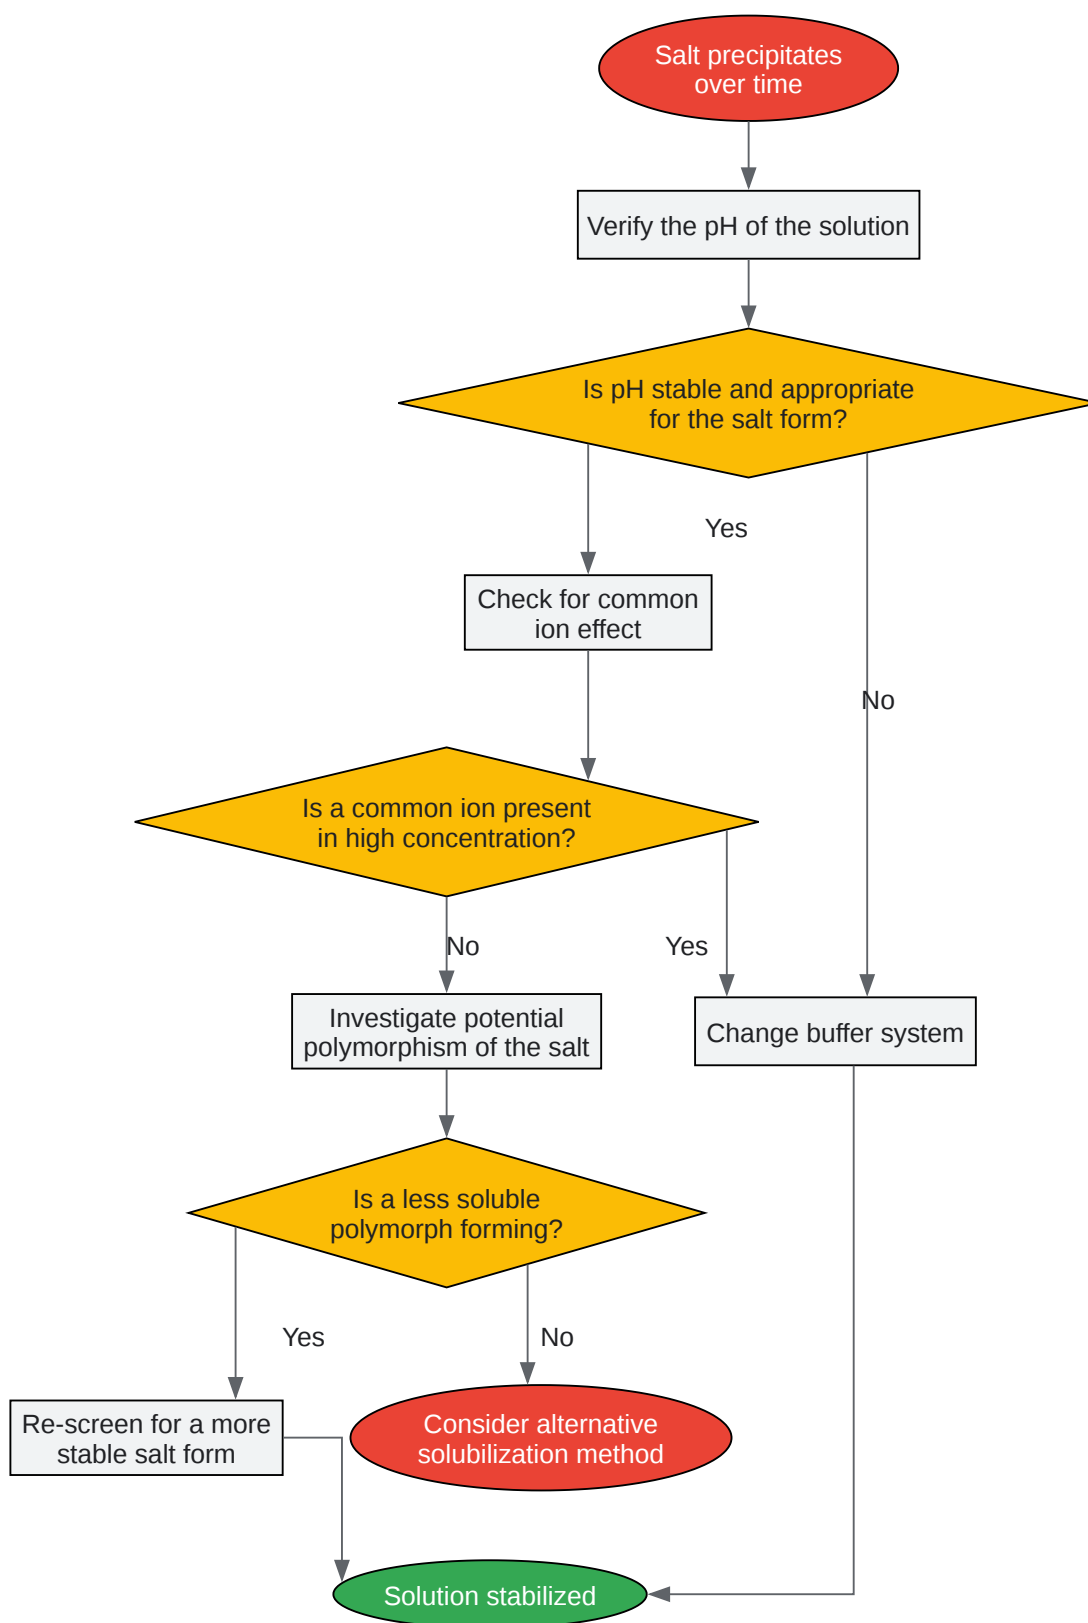 Salt precipitates
over time
Verify the pH of the solution
Is pH stable and appropriate
for the salt form?
Yes
Check for common
ion effect
No
Is a common ion present
in high concentration?
No
Yes
Investigate potential
polymorphism of the salt
Change buffer system
Is a less soluble
polymorph forming?
Yes
No
Re-screen for a more
stable salt form
Consider alternative
solubilization method
Solution stabilized